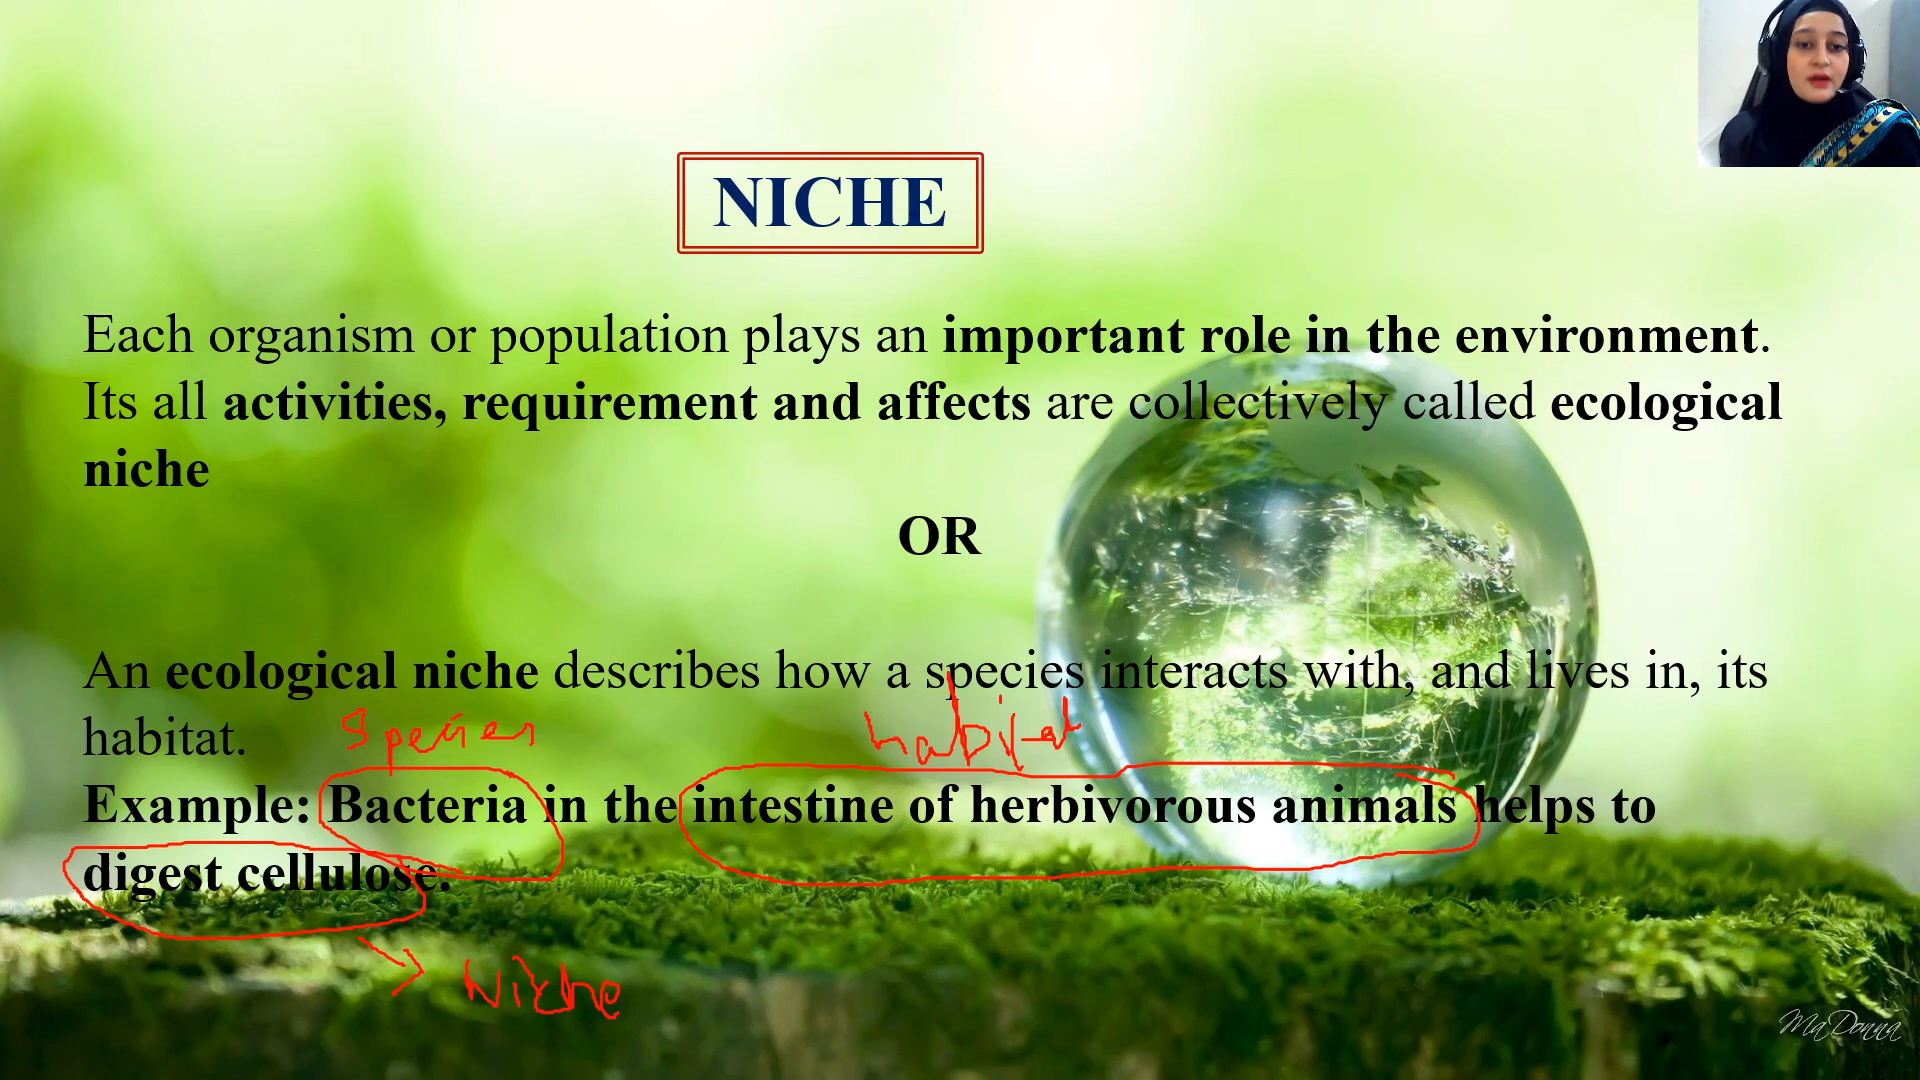 NICHE
Each organism or population plays an important role in the environment.
Its all activities, requirement and affects are collectively called ecological
niche
OR
An ecological niche describes how a species interacts with, and lives in, its
habitat.
Species
habitat
Example: Bacteria in the intestine of herbivorous animals helps to
digest cellulose.
Niche
MaDonna